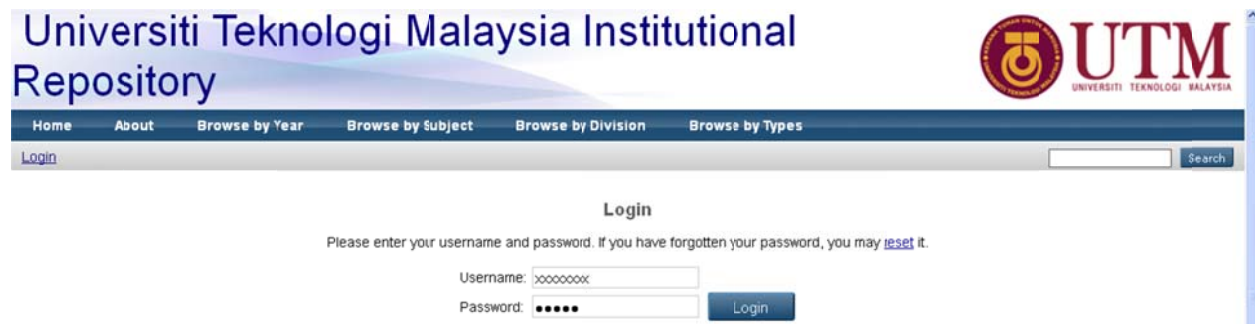 Universiti Teknologi Malaysia Institutional
Repository
UTM
UNIVERSITI TEKNOLOGI MALAYSIA
Home About Browse by Year Browse by Subject Browse by Division Browse by Types
Login Search
Login
Please enter your username and password. If you have forgotten your password, you may reset it.
Username: xxxxxxxx
Password: ●●●●● Login